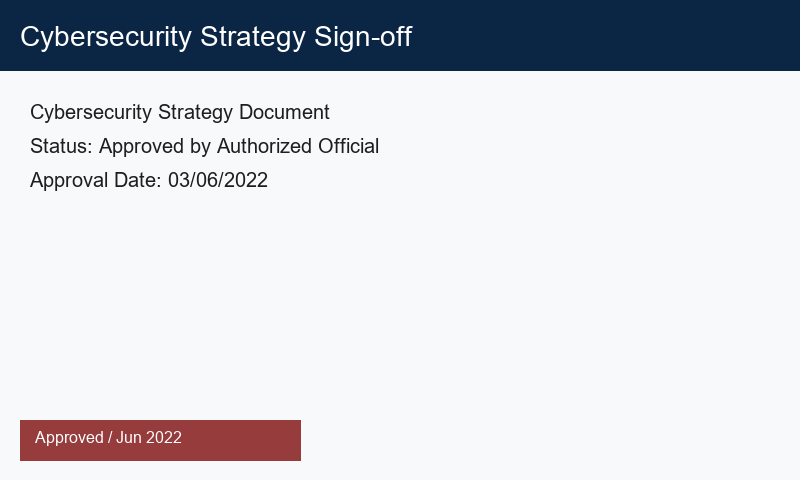 Cybersecurity Strategy Sign-off
Cybersecurity Strategy Document
Status: Approved by Authorized Official
Approval Date: 03/06/2022
Approved / Jun 2022